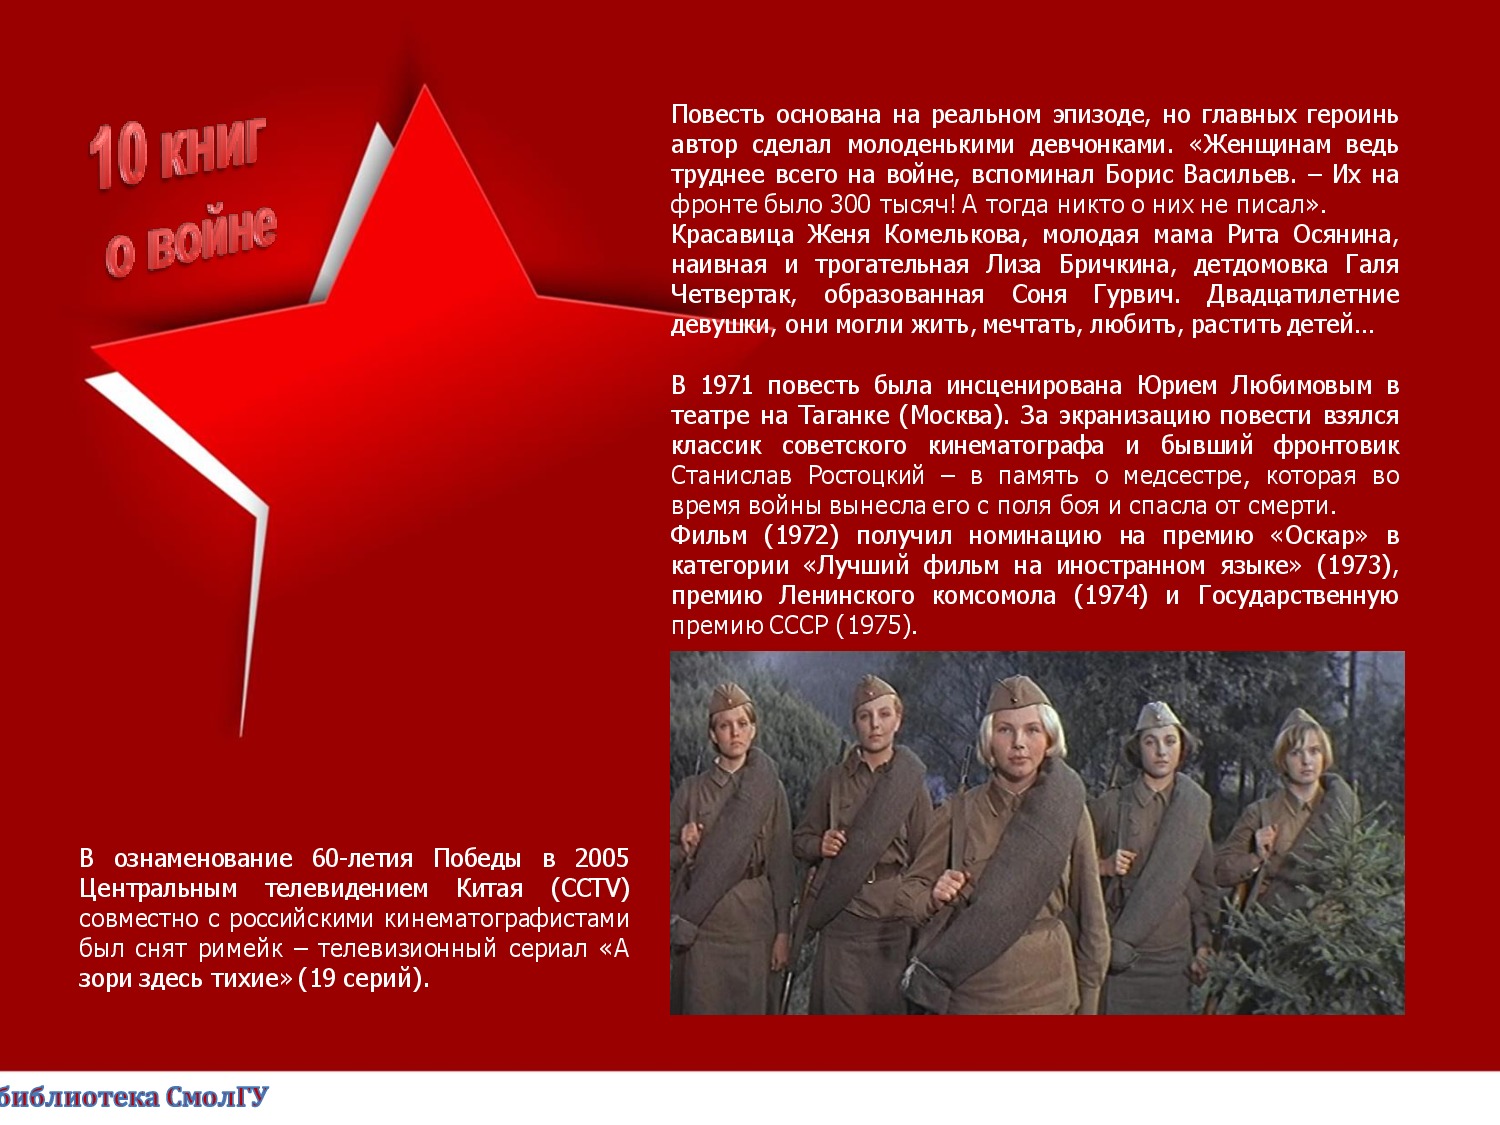 10 книг
о войне
Повесть основана на реальном эпизоде, но главных героинь
автор сделал молоденькими девчонками. «Женщинам ведь
труднее всего на войне, вспоминал Борис Васильев. – Их на
фронте было 300 тысяч! А тогда никто о них не писал».
Красавица Женя Комелькова, молодая мама Рита Осянина,
наивная и трогательная Лиза Бричкина, детдомовка Галя
Четвертак, образованная Соня Гурвич. Двадцатилетние
девушки, они могли жить, мечтать, любить, растить детей…
В 1971 повесть была инсценирована Юрием Любимовым в
театре на Таганке (Москва). За экранизацию повести взялся
классик советского кинематографа и бывший фронтовик
Станислав Ростоцкий – в память о медсестре, которая во
время войны вынесла его с поля боя и спасла от смерти.
Фильм (1972) получил номинацию на премию «Оскар» в
категории «Лучший фильм на иностранном языке» (1973),
премию Ленинского комсомола (1974) и Государственную
премию СССР (1975).
В ознаменование 60-летия Победы в 2005
Центральным телевидением Китая (CCTV)
совместно с российскими кинематографистами
был снят римейк – телевизионный сериал «А
зори здесь тихие» (19 серий).
библиотека СмолГУ